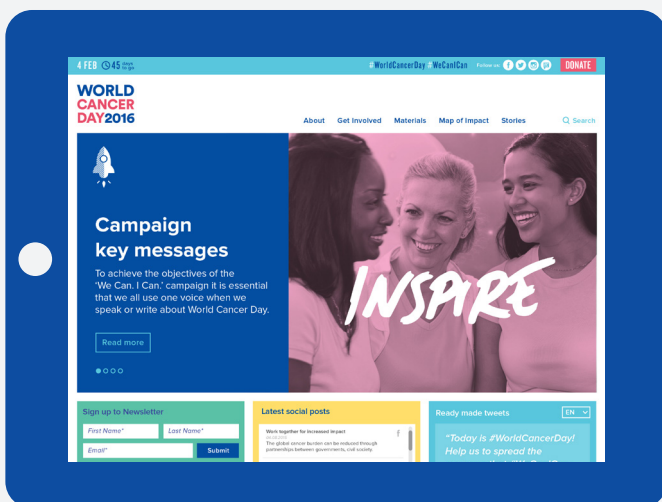 4 FEB 45 days to go
#WorldCancerDay #WeCanICan Follow us: DONATE
WORLD
CANCER
DAY2016
About Get Involved Materials Map of Impact Stories Search
Campaign
key messages
To achieve the objectives of the
‘We Can. I Can.’ campaign it is essential
that we all use one voice when we
speak or write about World Cancer Day.
Read more
INSPIRE
Sign up to Newsletter
First Name* Last Name*
Email* Submit
Latest social posts
Work together for increased impact
The global cancer burden can be reduced through
partnerships between governments, civil society
Ready made tweets EN
“Today is #WorldCancerDay!
Help us to spread the